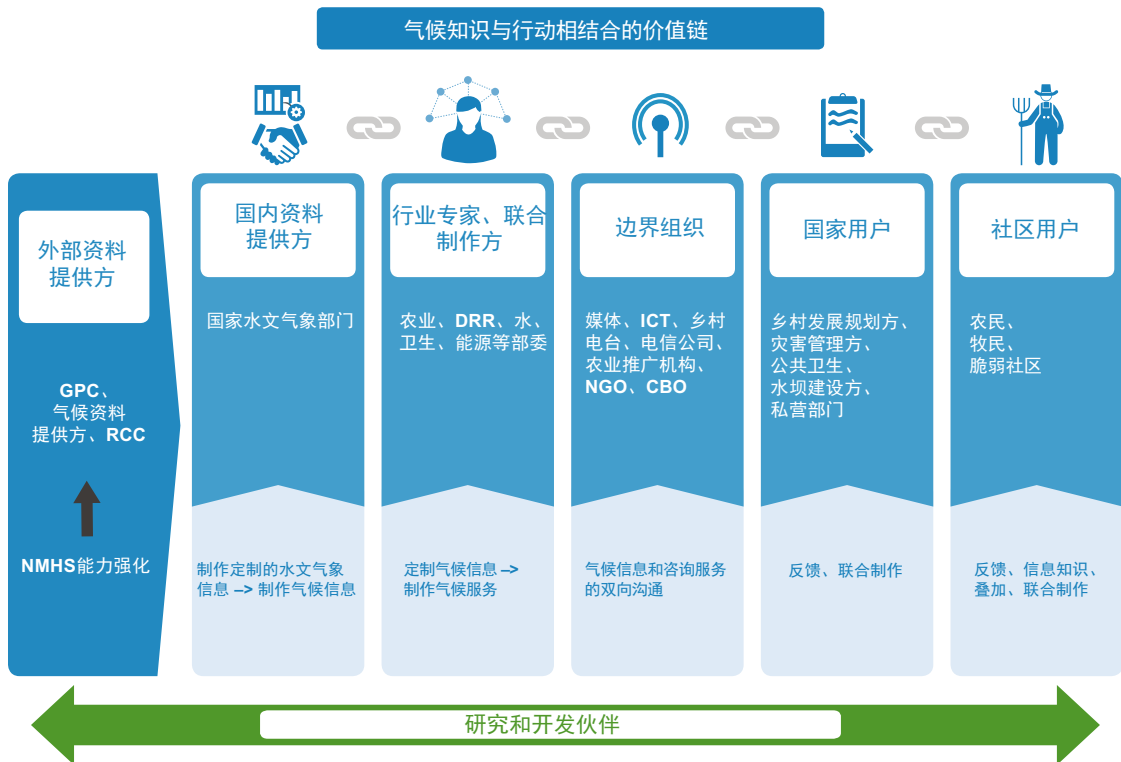 气候知识与行动相结合的价值链
外部资料
提供方
GPC、
气候资料
提供方、RCC
NMHS能力强化
国内资料
提供方
国家水文气象部门
制作定制的水文气象
信息 –> 制作气候信息
行业专家、联合
制作方
农业、DRR、水、
卫生、能源等部委
定制气候信息 –>
制作气候服务
边界组织
媒体、ICT、乡村
电台、电信公司、
农业推广机构、
NGO、CBO
气候信息和咨询服务
的双向沟通
国家用户
乡村发展规划方、
灾害管理方、
公共卫生、
水坝建设方、
私营部门
反馈、联合制作
社区用户
农民、
牧民、
脆弱社区
反馈、信息知识、
叠加、联合制作
研究和开发伙伴